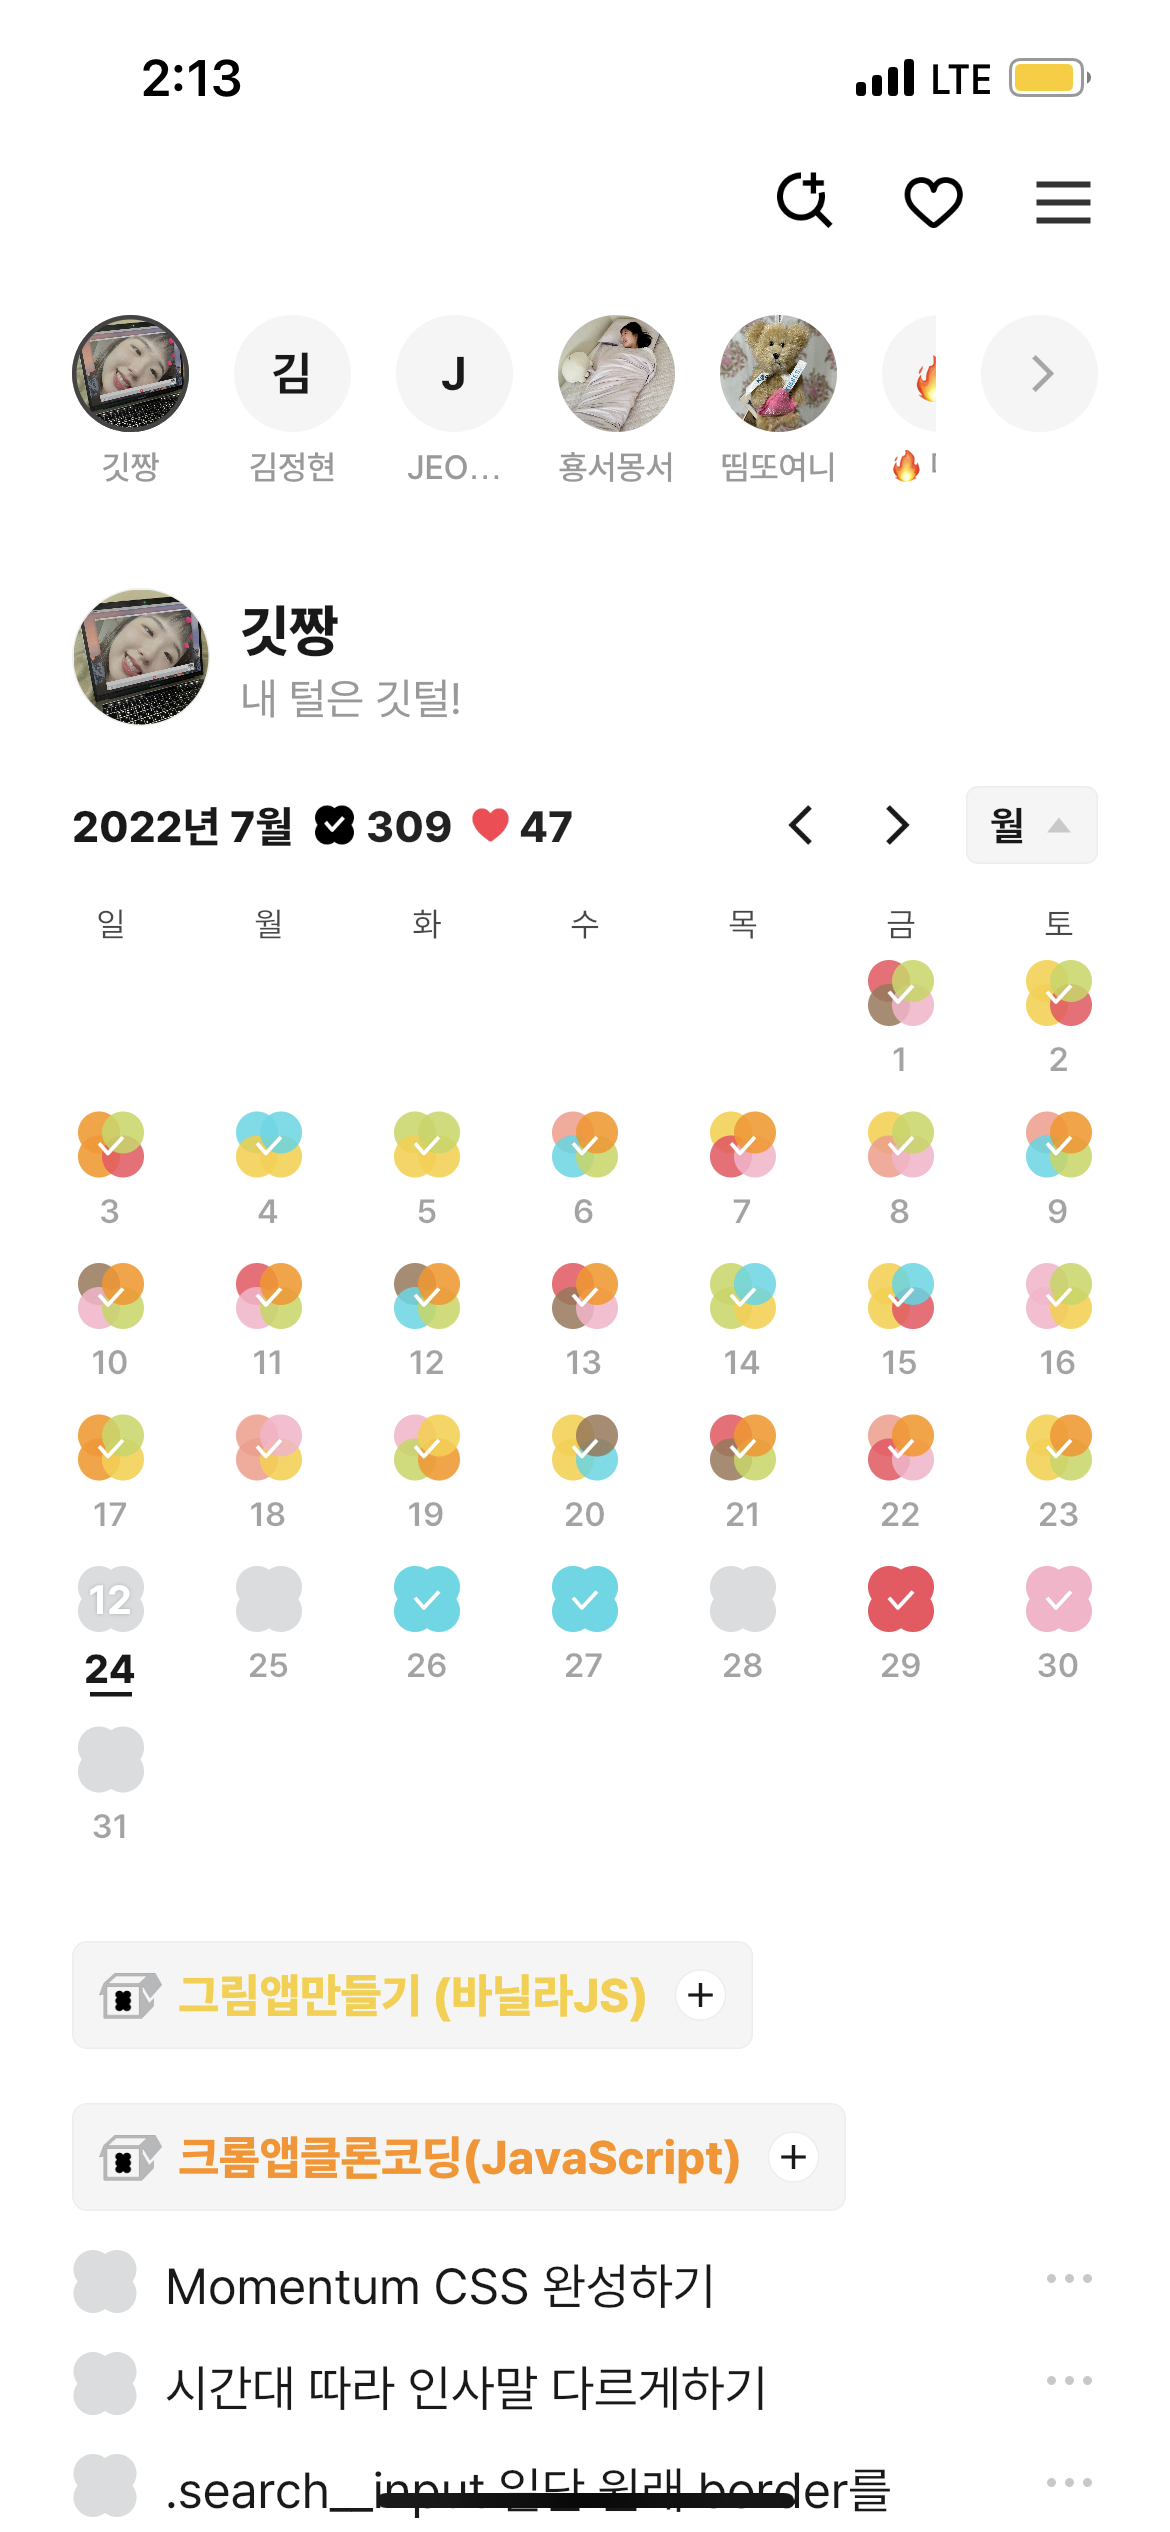 2:13 LTE
김 J
깃짱 김정현 JEO... 홍서몽서 띰또여니
깃짱
내 털은 깃털!
2022년 7월 309 47 월
일 월 화 수 목 금 토
1 2
3 4 5 6 7 8 9
10 11 12 13 14 15 16
17 18 19 20 21 22 23
12
24 25 26 27 28 29 30
31
그림앱만들기 (바닐라JS) +
크롬앱클론코딩(JavaScript) +
Momentum CSS 완성하기
시간대 따라 인사말 다르게하기
.search__input 일단 원래 border를